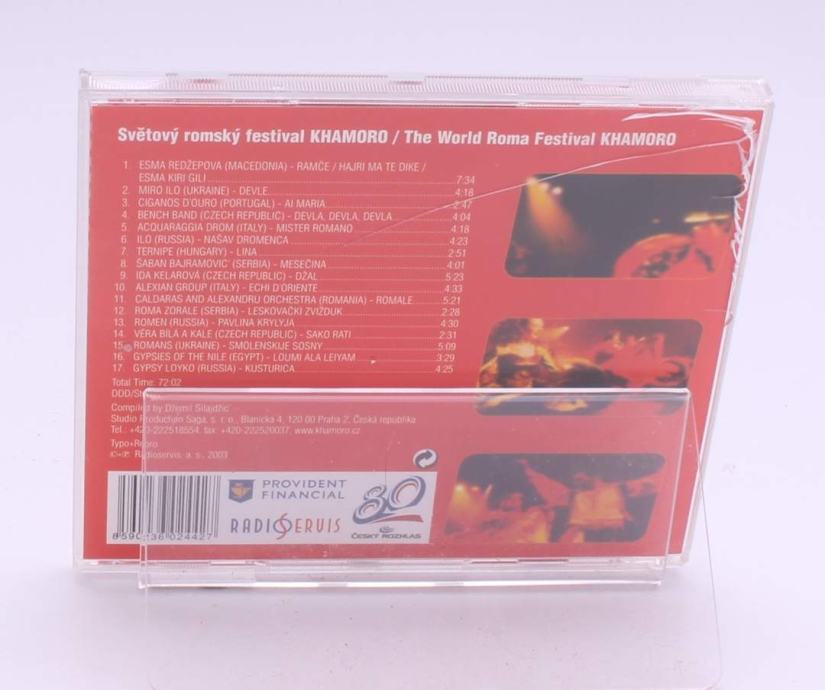 Světový romský festival KHAMORO / The World Roma Festival KHAMORO
1. ESMA REDŽEPOVA (MACEDONIA) - RAMČE / HAJRI MA TE DIKE /
ESMA KIRI GILI 7:34
2. MIRO ILO (UKRAINE) - DEVLE 4:18
3. CIGANOS D'OURO (PORTUGAL) - AI MARIA 2:47
4. BENCH BAND (CZECH REPUBLIC) - DEVLA, DEVLA, DEVLA 4:04
5. ACQUARAGGIA DROM (ITALY) - MISTER ROMANO 4:18
6. ILO (RUSSIA) - NAŠAV DROMENCA 4:23
7. TERNIPE (HUNGARY) - LINA 2:51
8. ŠABAN BAJRAMOVIC' (SERBIA) - MESEČINA 4:01
9. IDA KELAROVÁ (CZECH REPUBLIC) - DŽAL 5:23
10. ALEXIAN GROUP (ITALY) - ECHI D'ORIENTE 4:33
11. CALDARAS AND ALEXANDRU ORCHESTRA (ROMANIA) - ROMALE 5:21
12. ROMA ZORALE (SERBIA) - LESKOVAČKI ZVIŽDUK 2:28
13. ROMEN (RUSSIA) - PAVLINA KRYLYJA 4:30
14. VĚRA BÍLÁ A KALE (CZECH REPUBLIC) - SAKO RATI 2:31
15. ROMANS (UKRAINE) - SMOLENSKIJE SOSNY 5:09
16. GYPSIES OF THE NILE (EGYPT) - LOUMI ALA LEIYAM 3:29
17. GYPSY LOYKO (RUSSIA) - KUSTURICA 4:25
Total Time: 72:02
Compiled by Džemil Silajdžic'
Studio Production Saga, s. r. o., Blanická 4, 120 00 Praha 2, Česká republika
Tel.: +420-222518554, fax: +420-222520037, www.khamoro.cz
Typo+Repro
©+℗ Radioservis, a. s., 2003
PROVIDENT
FINANCIAL
80
RADIOSERVIS
ČESKÝ ROZHLAS
8590236024427